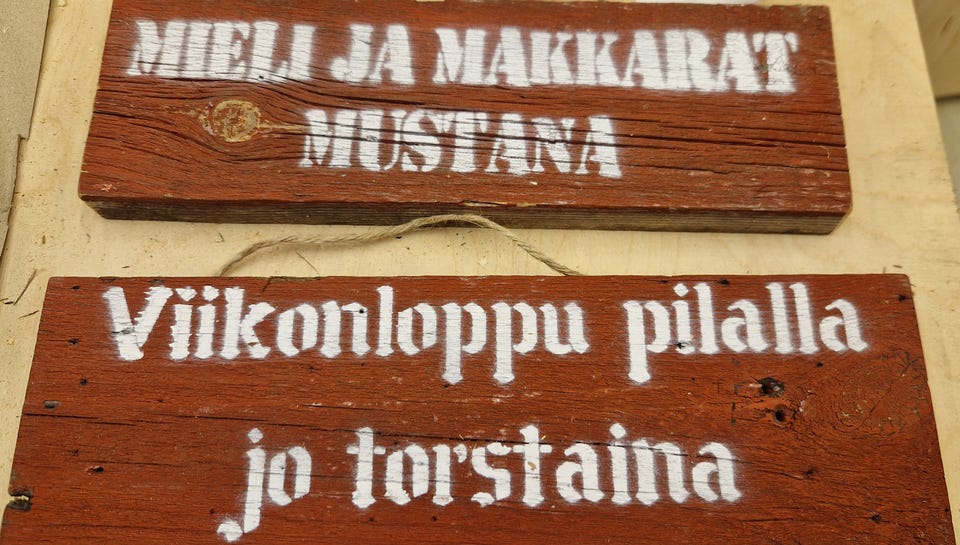 MIELI JA MAKKARAT
MUSTANA
Viikonloppu pilalla
jo torstaina